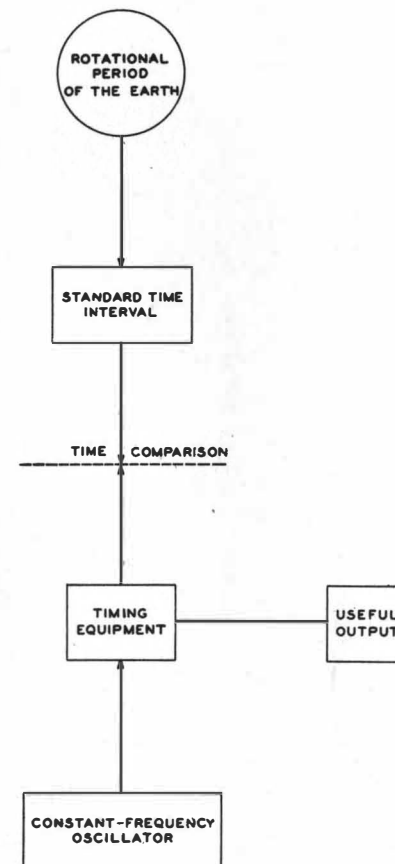 ROTATIONAL
PERIOD
OF THE EARTH
STANDARD TIME
INTERVAL
TIME COMPARISON
TIMING
EQUIPMENT
USEFUL
OUTPUT
CONSTANT-FREQUENCY
OSCILLATOR